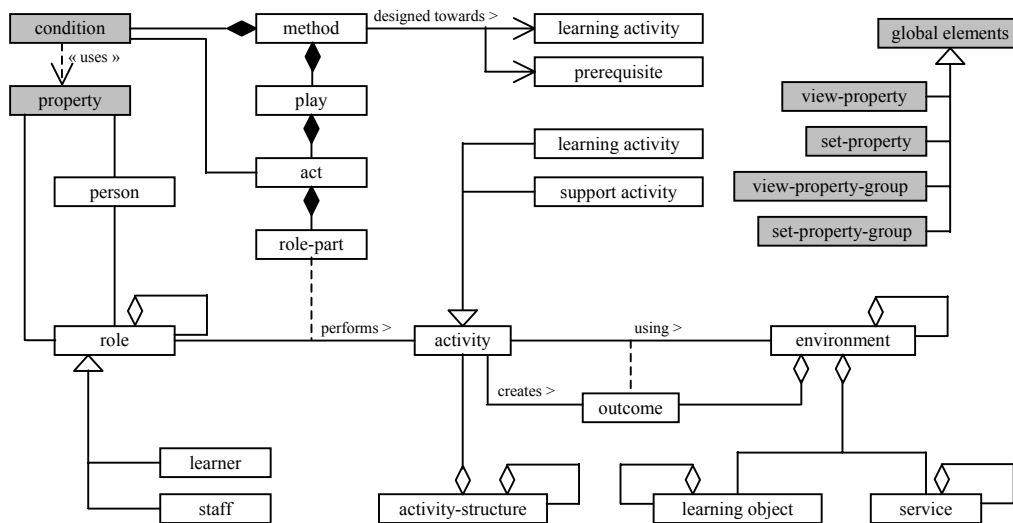 condition
method
designed towards >
learning activity
global elements
« uses »
prerequisite
property
play
view-property
learning activity
set-property
person
act
support activity
view-property-group
role-part
set-property-group
role
performs >
activity
using >
environment
creates >
outcome
learner
staff
activity-structure
learning object
service